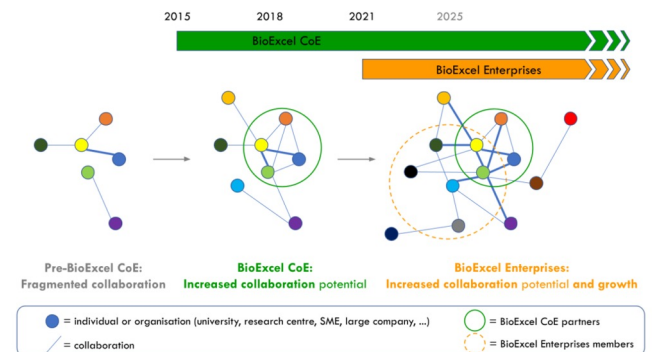 2015 2018 2021 2025
BioExcel CoE
BioExcel Enterprises
Pre-BioExcel CoE:
Fragmented collaboration
BioExcel CoE:
Increased collaboration potential
BioExcel Enterprises:
Increased collaboration potential and growth
= individual or organisation (university, research centre, SME, large company, ...)
= BioExcel CoE partners
= collaboration
= BioExcel Enterprises members